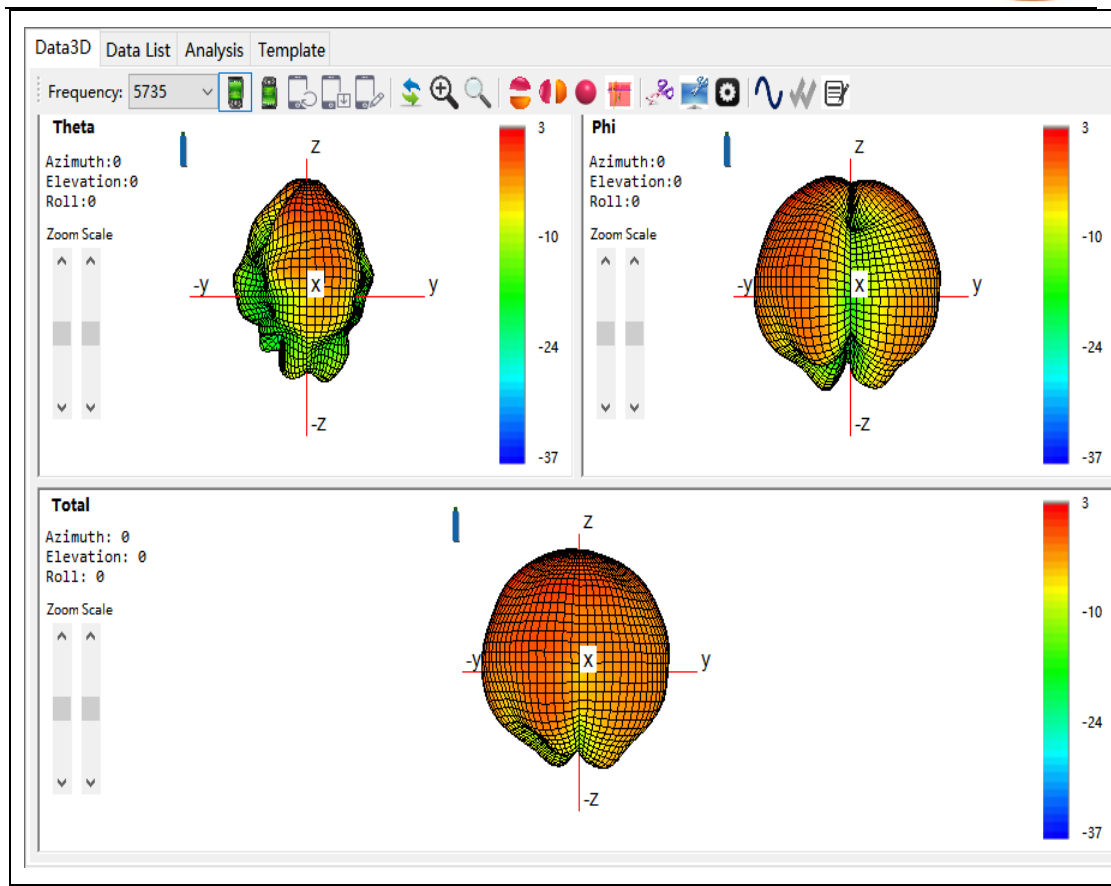 Data3D Data List Analysis Template
Frequency: 5735
Theta
Azimuth:0
Elevation:0
Roll:0
Zoom Scale
z
-y
x
y
-z
3
-10
-24
-37
Phi
Azimuth:0
Elevation:0
Roll:0
Zoom Scale
z
-y
x
y
-z
3
-10
-24
-37
Total
Azimuth: 0
Elevation: 0
Roll: 0
Zoom Scale
z
-y
x
y
-z
3
-10
-24
-37